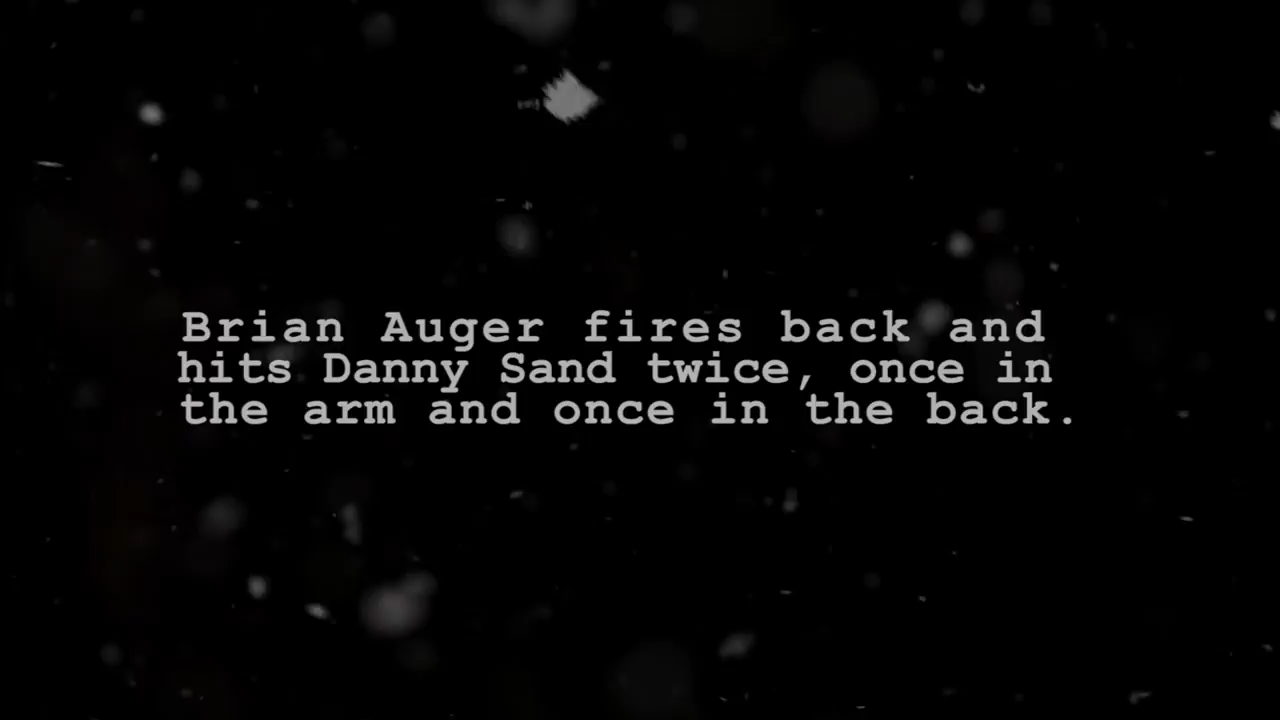 Brian Auger fires back and
hits Danny Sand twice, once in
the arm and once in the back.